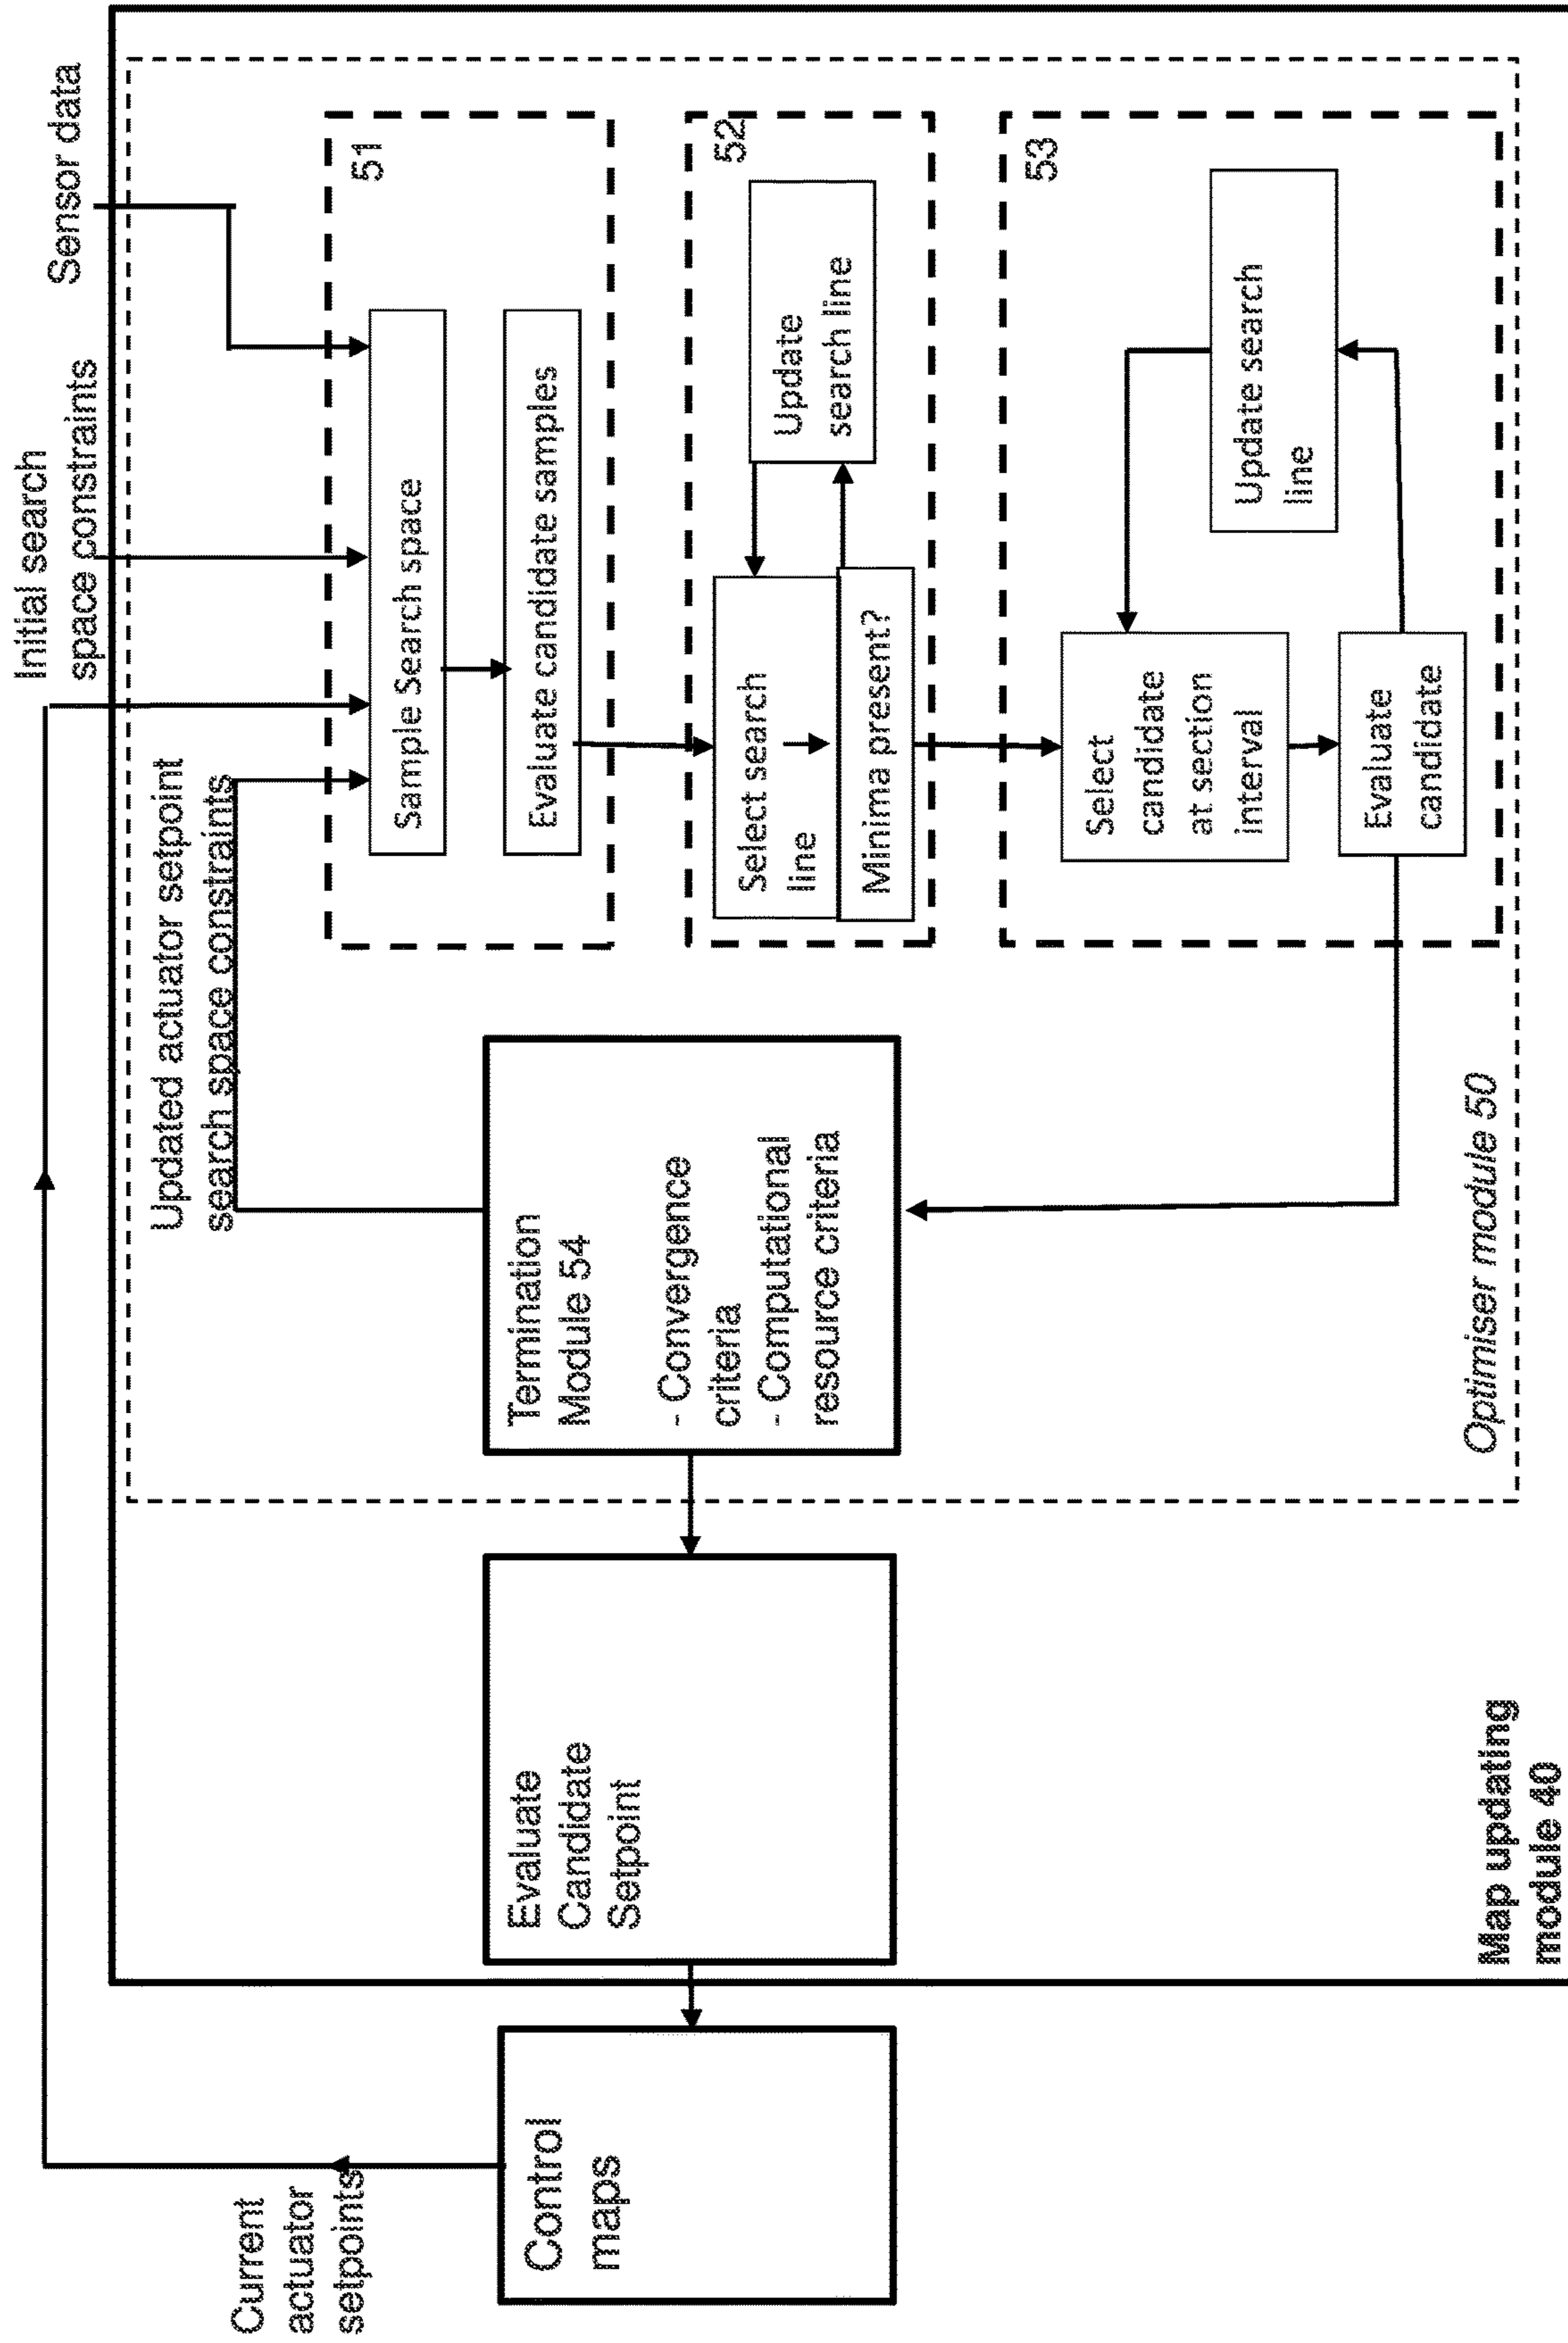 Sensor data
Initial search
space constraints
Updated actuator setpoint
search space constraints
Current
actuator
setpoints
51
Sample Search space
Evaluate candidate samples
52
Select search
line
Minima present?
Update
search line
53
Select
candidate
at section
interval
Evaluate
candidate
Update search
line
Termination
Module 54
- Convergence
criteria
- Computational
resource criteria
Optimiser module 50
Evaluate
Candidate
Setpoint
Control
maps
Map updating
module 40